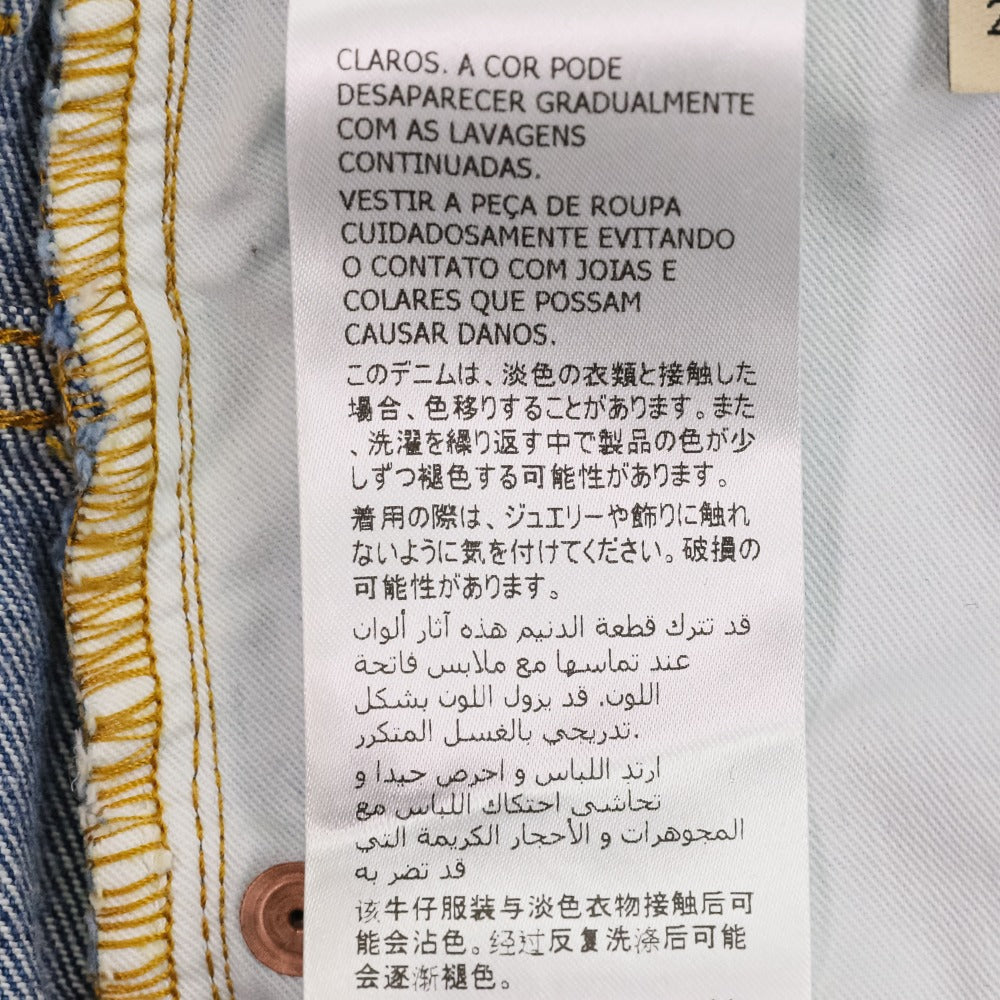 2
CLAROS. A COR PODE
DESAPARECER GRADUALMENTE
COM AS LAVAGENS
CONTINUADAS.
VESTIR A PEÇA DE ROUPA
CUIDADOSAMENTE EVITANDO
O CONTATO COM JOIAS E
COLARES QUE POSSAM
CAUSAR DANOS.
このデニムは、淡色の衣類と接触した
場合、色移りすることがあります。また
、洗濯を繰り返す中で製品の色が少
しずつ褪色する可能性があります。
着用の際は、ジュエリーや飾りに触れ
ないように気を付けてください。破損の
可能性があります。
قد تترك قطعة الدنيم هذه آثار ألوان
عند تماسها مع ملابس فاتحة
اللون. قد يزول اللون بشكل
تدريجي بالغسل المتكرر.
ارتد اللباس و احرص جيدا و
تحاشى احتكاك اللباس مع
المجوهرات و الأحجار الكريمة التي
قد تضر به
该牛仔服装与淡色衣物接触后可
能会沾色。经过反复洗涤后可能
会逐渐褪色。